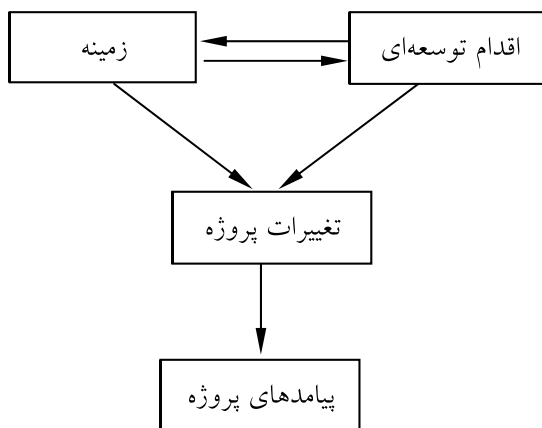 اقدام توسعه‌ای
زمینه
تغییرات پروژه
پیامدهای پروژه